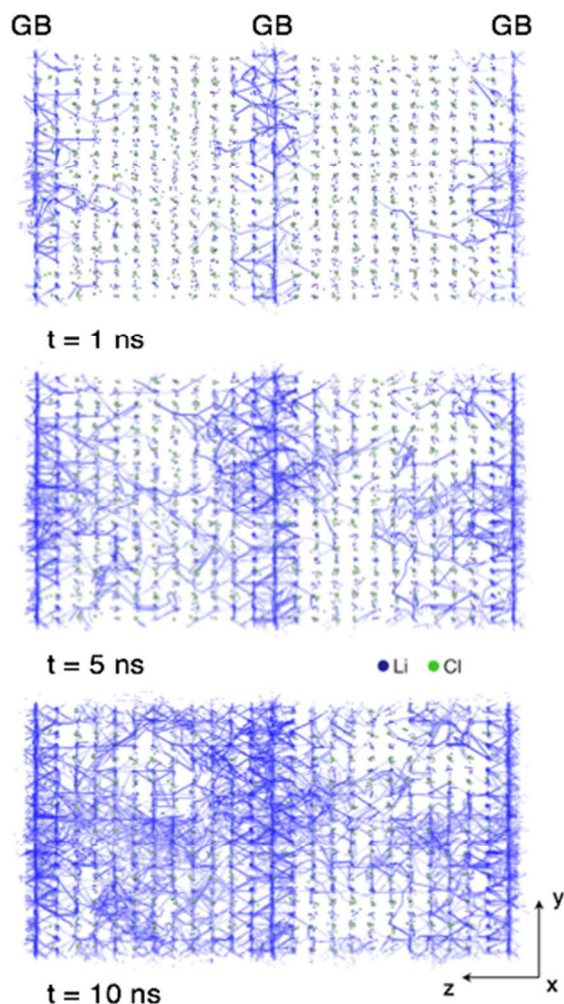 GB GB GB
t = 1 ns
t = 5 ns
Li Cl
t = 10 ns
y
z x